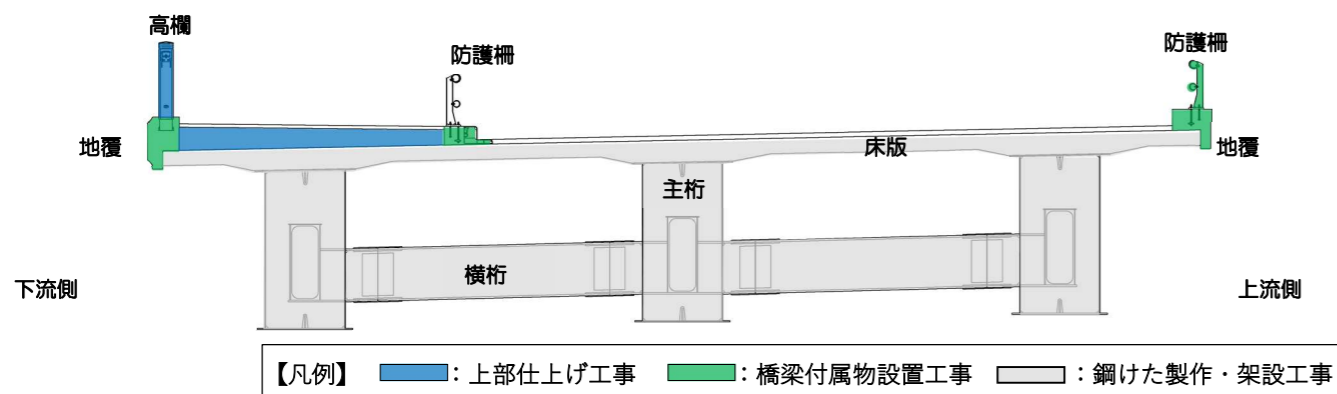 高欄
防護柵
防護柵
地覆
床版
地覆
主桁
横桁
下流側
上流側
【凡例】 ：上部仕上げ工事 ：橋梁付属物設置工事 ：鋼けた製作・架設工事